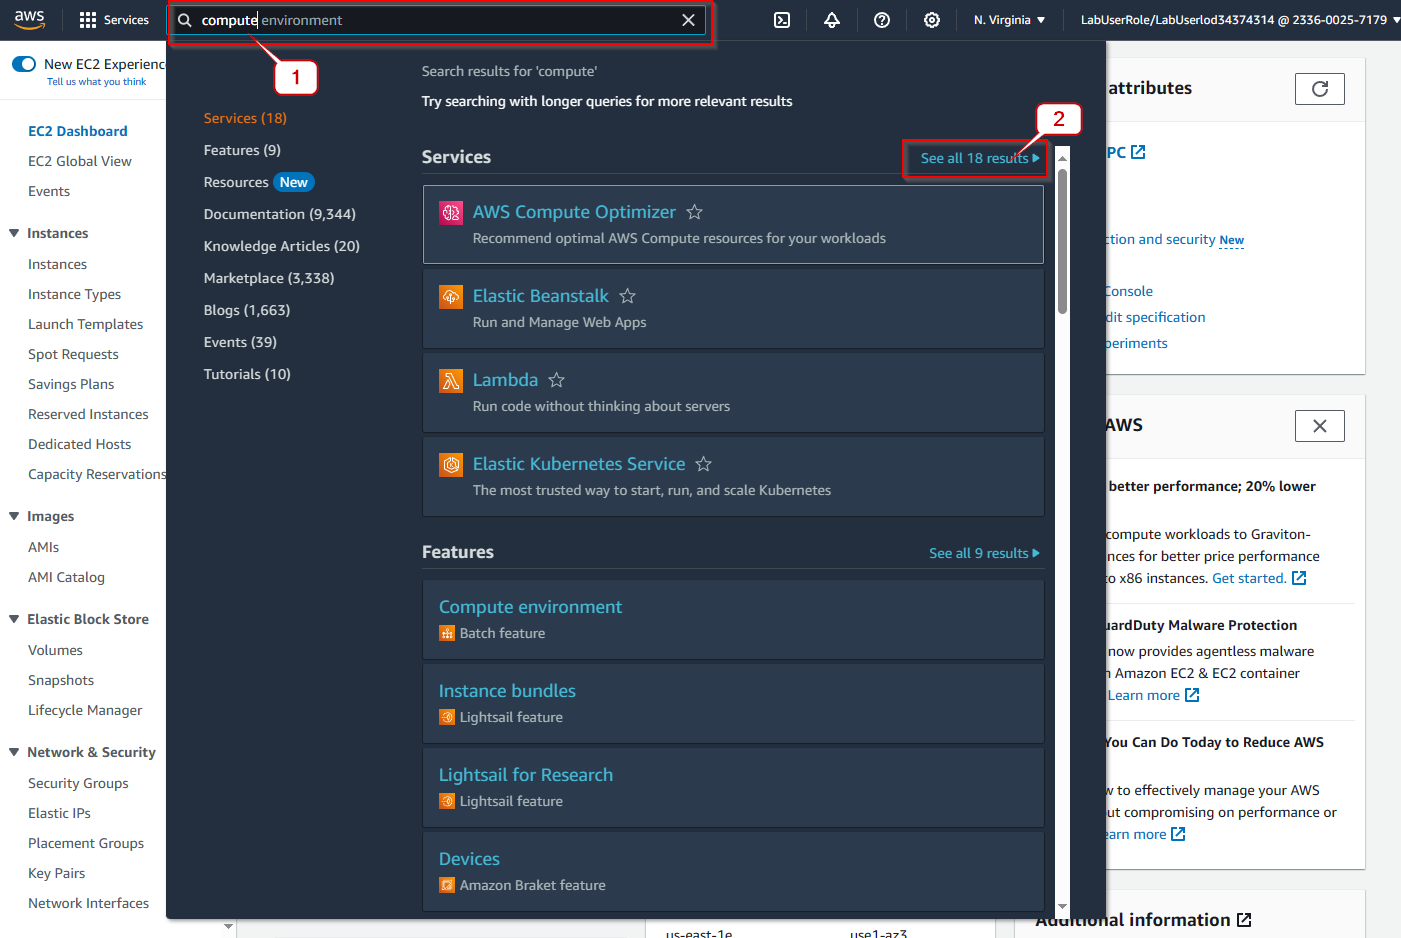 aws
Services
compute environment
N. Virginia
LabUserRole/LabUserlod34374314 @ 2336-0025-7179
1
New EC2 Experience
Tell us what you think
EC2 Dashboard
EC2 Global View
Events
Instances
Instances
Instance Types
Launch Templates
Spot Requests
Savings Plans
Reserved Instances
Dedicated Hosts
Capacity Reservations
Images
AMIs
AMI Catalog
Elastic Block Store
Volumes
Snapshots
Lifecycle Manager
Network & Security
Security Groups
Elastic IPs
Placement Groups
Key Pairs
Network Interfaces
Services (18)
Features (9)
Resources New
Documentation (9,344)
Knowledge Articles (20)
Marketplace (3,338)
Blogs (1,663)
Events (39)
Tutorials (10)
Search results for 'compute'
Try searching with longer queries for more relevant results
2
Services
See all 18 results
AWS Compute Optimizer
Recommend optimal AWS Compute resources for your workloads
Elastic Beanstalk
Run and Manage Web Apps
Lambda
Run code without thinking about servers
Elastic Kubernetes Service
The most trusted way to start, run, and scale Kubernetes
Features
See all 9 results
Compute environment
Batch feature
Instance bundles
Lightsail feature
Lightsail for Research
Lightsail feature
Devices
Amazon Braket feature
us-east-1e
use1-az3
attributes
PC
ction and security New
Console
dit specification
periments
AWS
better performance; 20% lower
compute workloads to Graviton-
nces for better price performance
to x86 instances. Get started.
uardDuty Malware Protection
now provides agentless malware
n Amazon EC2 & EC2 container
Learn more
You Can Do Today to Reduce AWS
w to effectively manage your AWS
ut compromising on performance or
earn more
Additional information